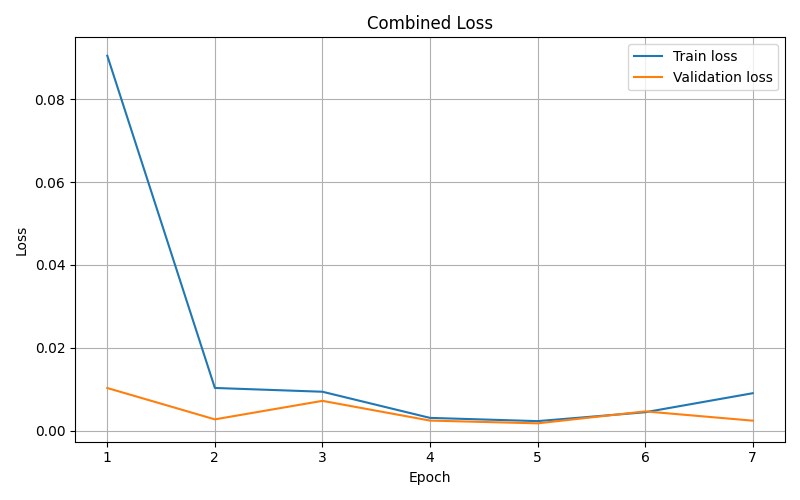 Combined Loss
Train loss
Validation loss
0.08
0.06
0.04
0.02
0.00
Loss
1 2 3 4 5 6 7
Epoch